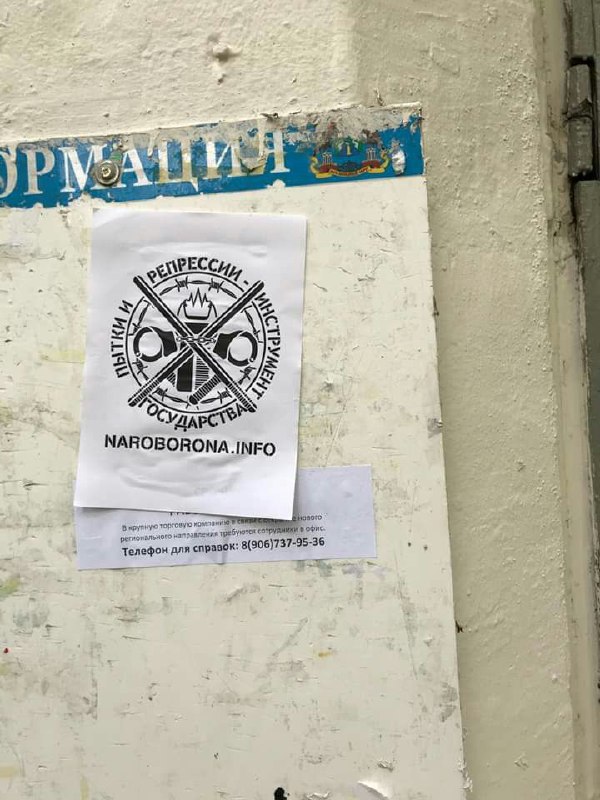 ОРМАЦИЯ
ПЫТКИ И РЕПРЕССИИ - ИНСТРУМЕНТ
ГОСУДАРСТВА
NAROBORONA.INFO
В крупную торговую компанию в связи с нового
регионального направления требуются сотрудники в офис.
Телефон для справок: 8(906)737-95-36